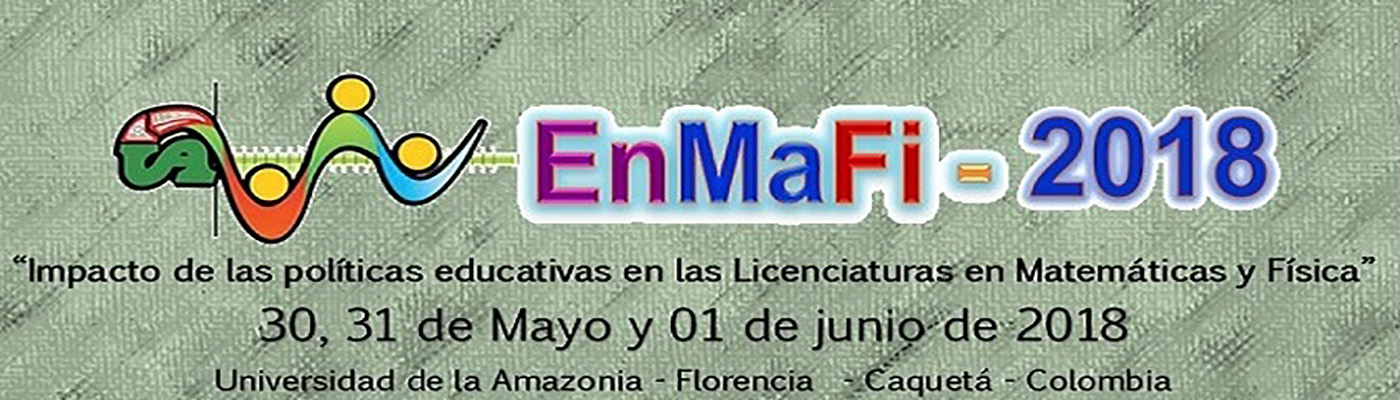 EnMaFi - 2018
“Impacto de las políticas educativas en las Licenciaturas en Matemáticas y Física”
30, 31 de Mayo y 01 de junio de 2018
Universidad de la Amazonia - Florencia - Caquetá - Colombia